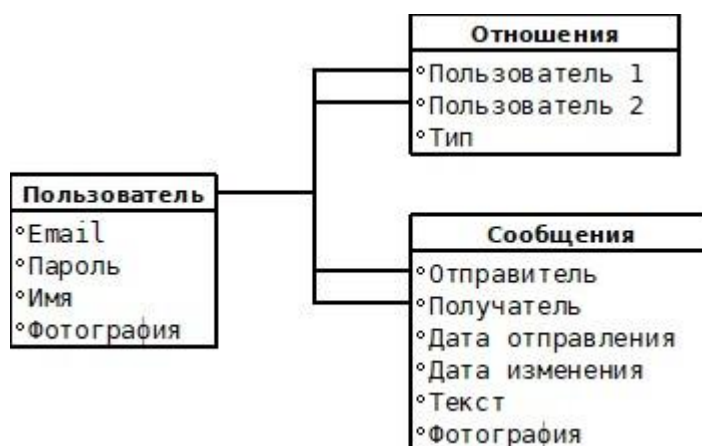 Отношения
Пользователь 1
Пользователь 2
Тип
Пользователь
Email
Пароль
Имя
Фотография
Сообщения
Отправитель
Получатель
Дата отправления
Дата изменения
Текст
Фотография